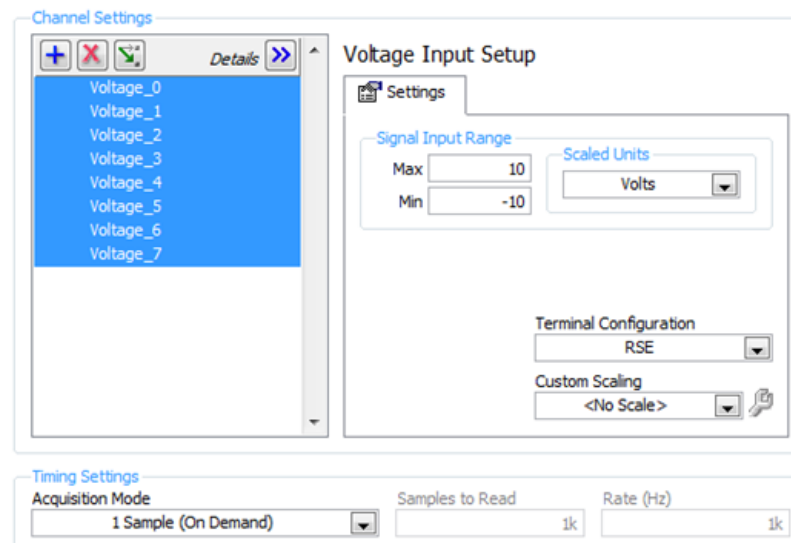 Channel Settings
Details
Voltage_0
Voltage_1
Voltage_2
Voltage_3
Voltage_4
Voltage_5
Voltage_6
Voltage_7
Voltage Input Setup
Settings
Signal Input Range
Max 10
Min -10
Scaled Units
Volts
Terminal Configuration
RSE
Custom Scaling
<No Scale>
Timing Settings
Acquisition Mode
1 Sample (On Demand)
Samples to Read
1k
Rate (Hz)
1k